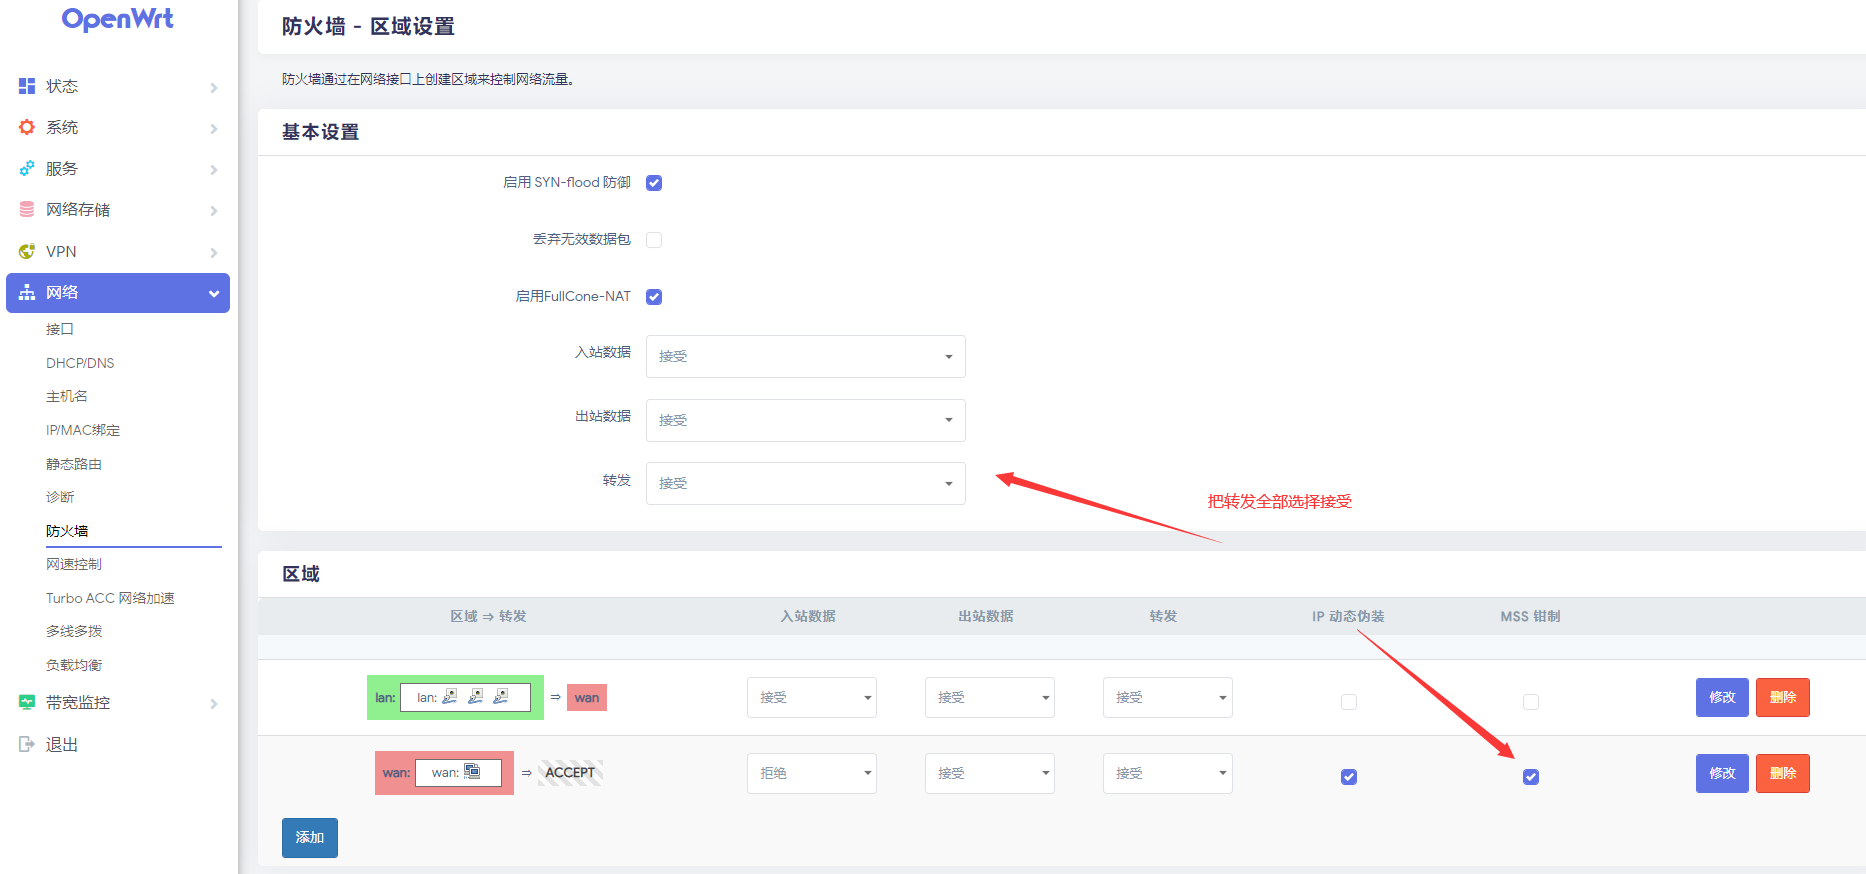 OpenWrt
状态
系统
服务
网络存储
VPN
网络
接口
DHCP/DNS
主机名
IP/MAC绑定
静态路由
诊断
防火墙
网速控制
Turbo ACC 网络加速
多线多拨
负载均衡
带宽监控
退出
防火墙 - 区域设置
防火墙通过在网络接口上创建区域来控制网络流量。
基本设置
启用 SYN-flood 防御
丢弃无效数据包
启用FullCone-NAT
入站数据 接受
出站数据 接受
转发 接受
把转发全部选择接受
区域
区域 ⇒ 转发 入站数据 出站数据 转发 IP 动态伪装 MSS 钳制
lan: lan: ⇒ wan 接受 接受 接受 修改 删除
wan: wan: ⇒ ACCEPT 拒绝 接受 接受 修改 删除
添加